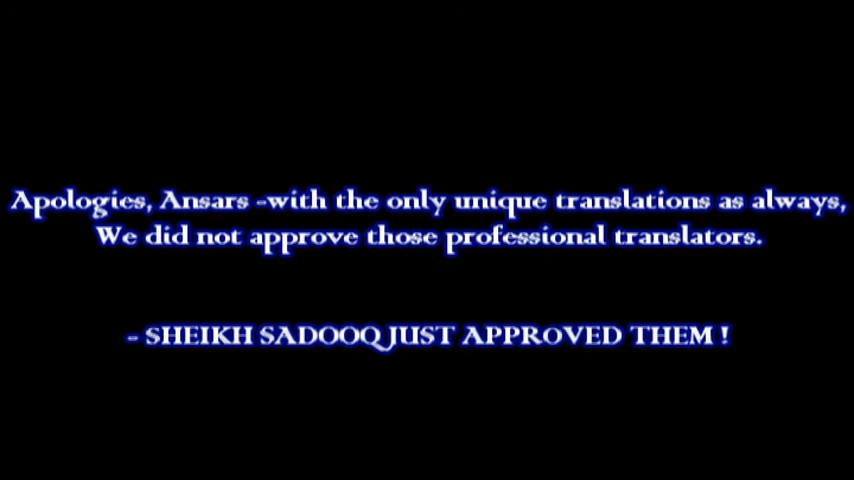 Apologies, Ansars -with the only unique translations as always,
We did not approve those professional translators.
- SHEIKH SADOOQ JUST APPROVED THEM !